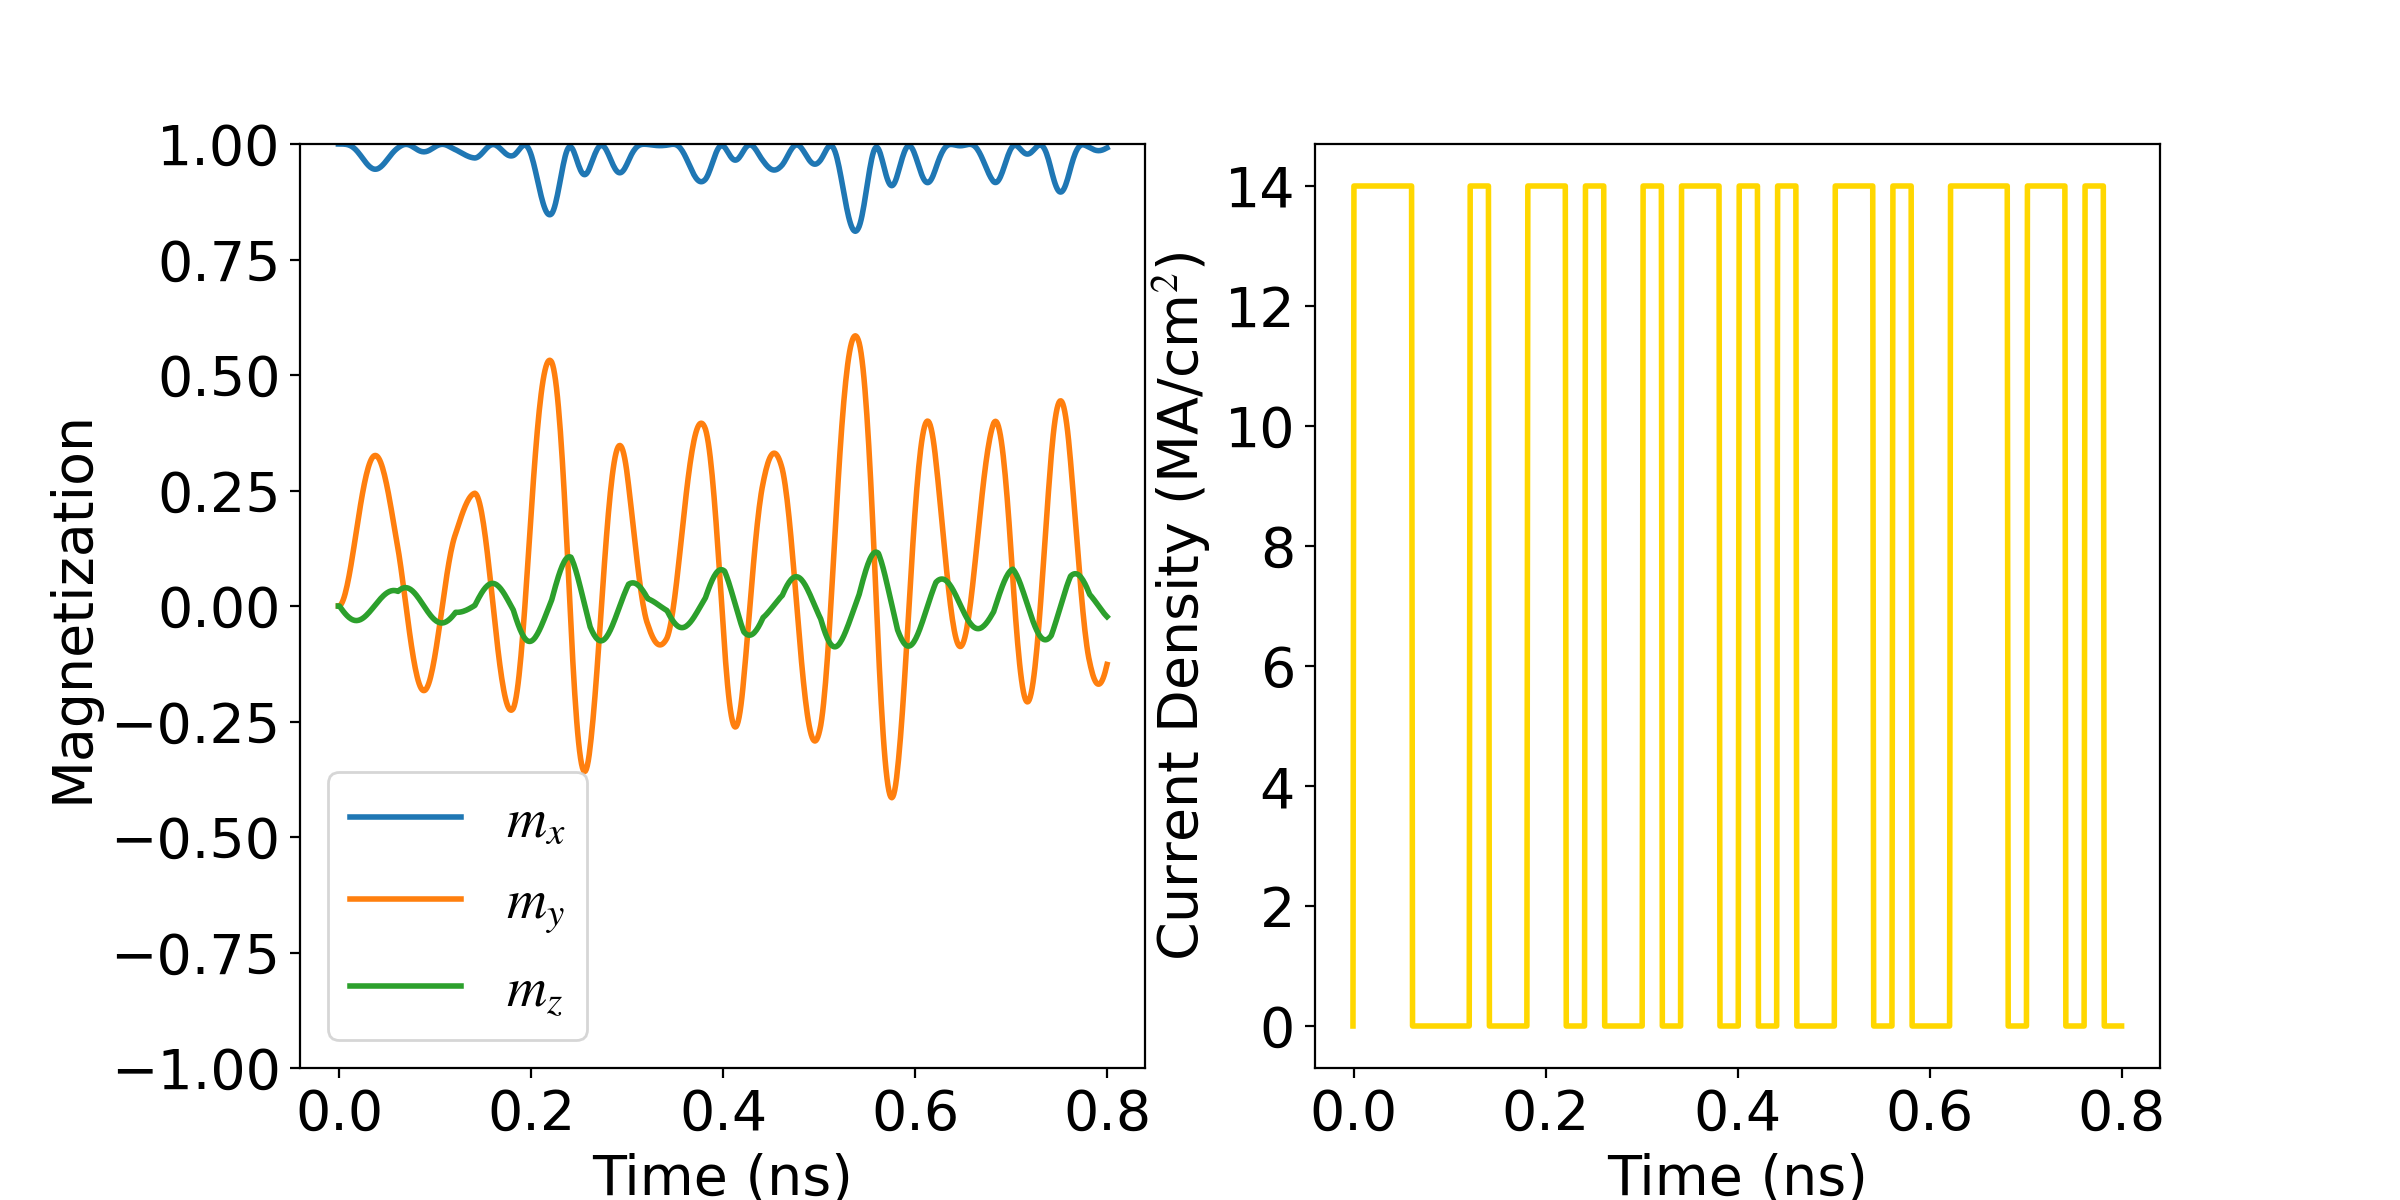 Magnetization
1.00
0.75
0.50
0.25
0.00
−0.25
−0.50
−0.75
−1.00
0.0 0.2 0.4 0.6 0.8
Time (ns)
m_x
m_y
m_z
Current Density (MA/cm²)
14
12
10
8
6
4
2
0
0.0 0.2 0.4 0.6 0.8
Time (ns)